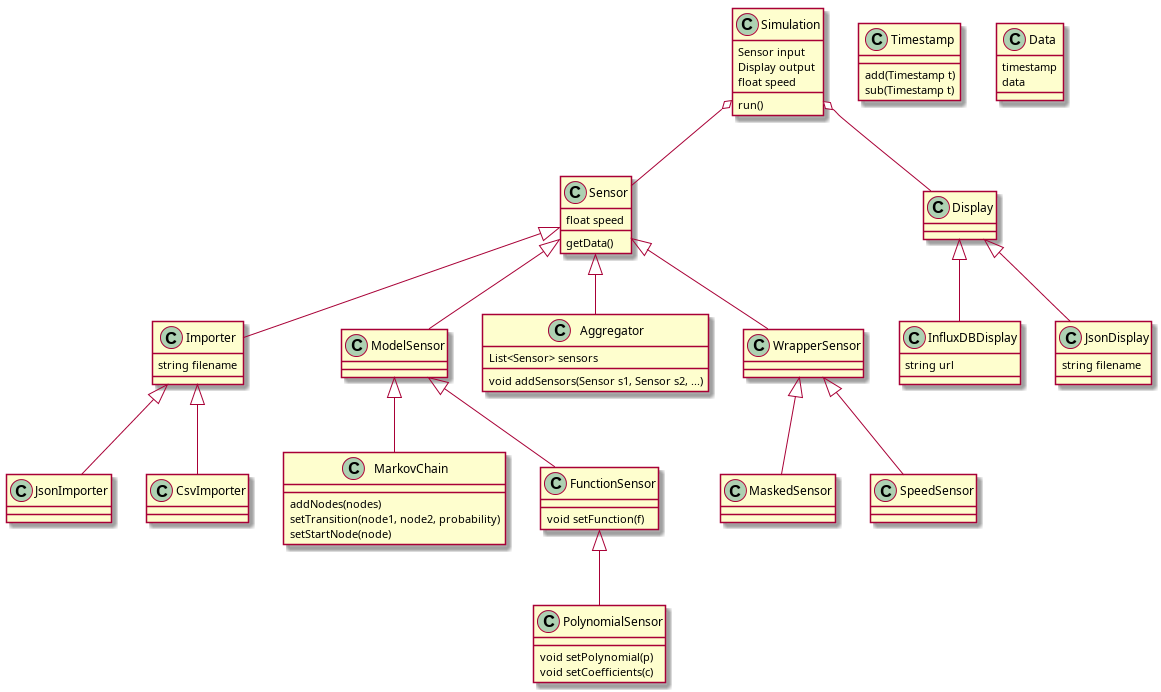 C Simulation
Sensor input
Display output
float speed
run()
C Timestamp
add(Timestamp t)
sub(Timestamp t)
C Data
timestamp
data
C Sensor
float speed
getData()
C Display
C Importer
string filename
C ModelSensor
C Aggregator
List<Sensor> sensors
void addSensors(Sensor s1, Sensor s2, ...)
C WrapperSensor
C InfluxDBDisplay
string url
C JsonDisplay
string filename
C JsonImporter
C CsvImporter
C MarkovChain
addNodes(nodes)
setTransition(node1, node2, probability)
setStartNode(node)
C FunctionSensor
void setFunction(f)
C MaskedSensor
C SpeedSensor
C PolynomialSensor
void setPolynomial(p)
void setCoefficients(c)